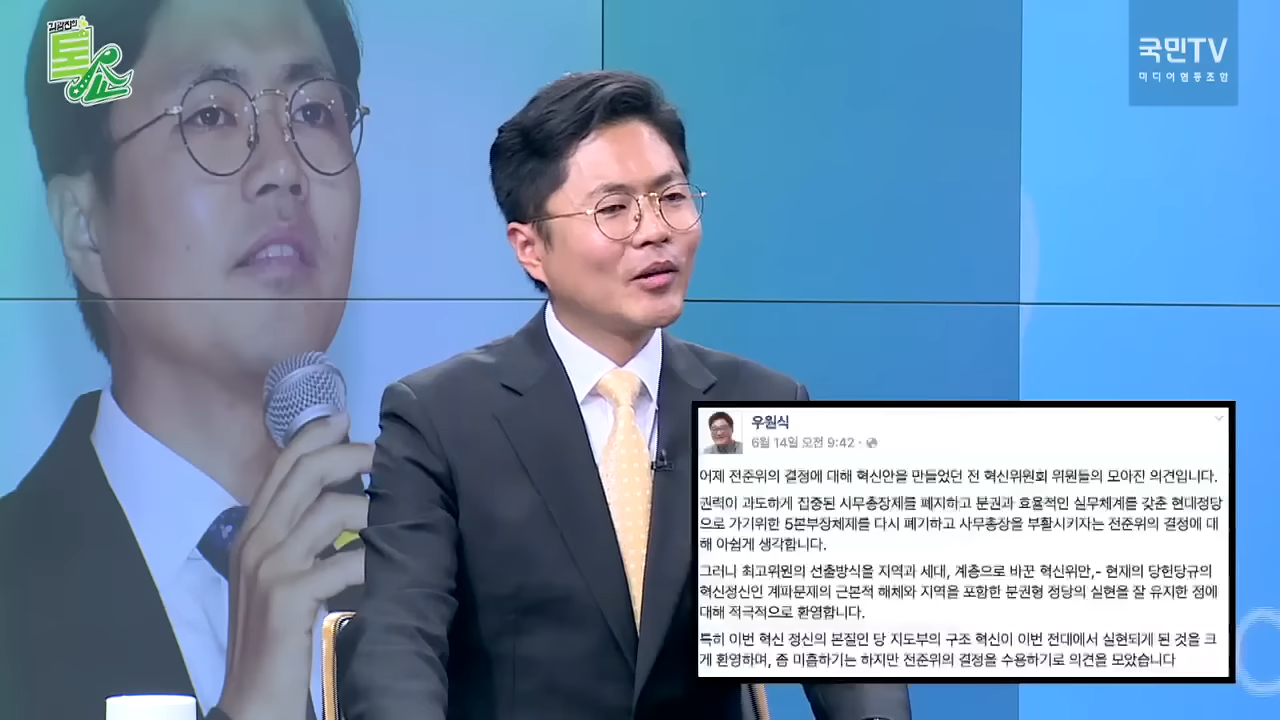 김광진의
톡쇼
국민TV
미디어협동조합
우원식
6월 14일 오전 9:42 ·
어제 전준위의 결정에 대해 혁신안을 만들었던 전 혁신위원회 위원들의 모아진 의견입니다.
권력이 과도하게 집중된 사무총장제를 폐지하고 분권과 효율적인 실무체계를 갖춘 현대정당
으로 가기위한 5본부장체제를 다시 폐기하고 사무총장을 부활시키자는 전준위의 결정에 대
해 아쉽게 생각합니다.
그러니 최고위원의 선출방식을 지역과 세대, 계층으로 바꾼 혁신위만,- 현재의 당헌당규의
혁신정신인 계파문제의 근본적 해체와 지역을 포함한 분권형 정당의 실현을 잘 유지한 점에
대해 적극적으로 환영합니다.
특히 이번 혁신 정신의 본질인 당 지도부의 구조 혁신이 이번 전대에서 실현되게 된 것을 크
게 환영하며, 좀 미흡하기는 하지만 전준위의 결정을 수용하기로 의견을 모았습니다